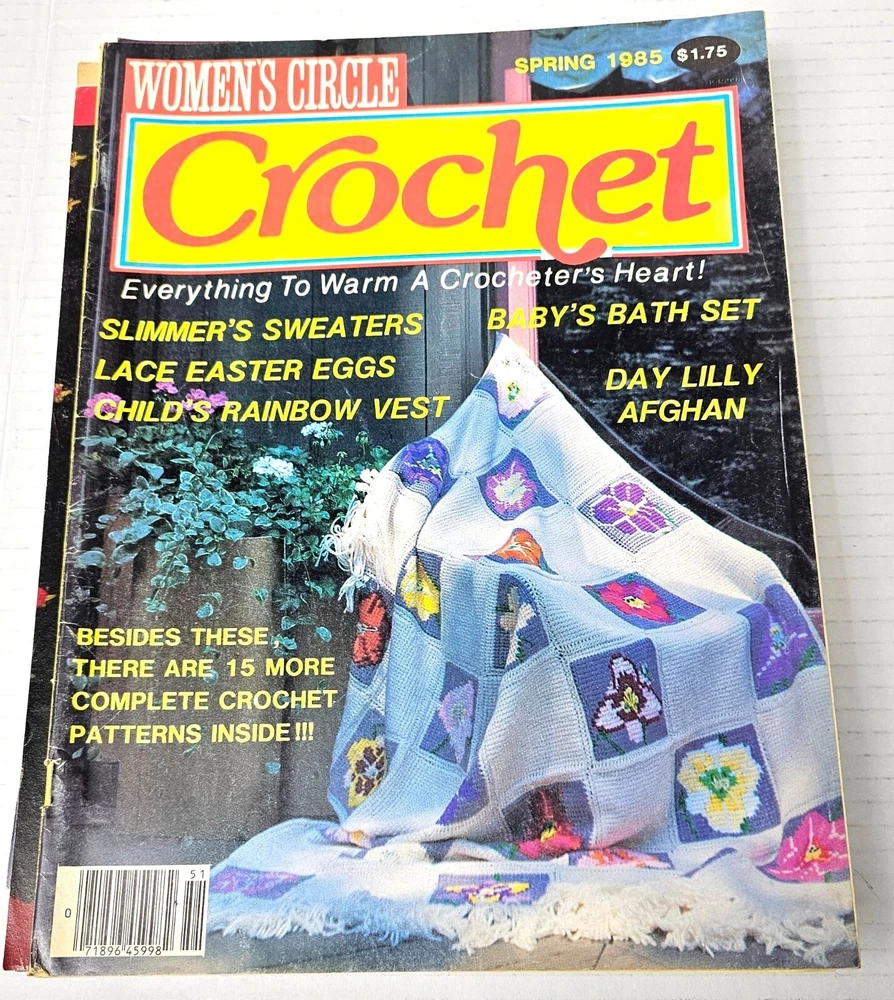 WOMEN'S CIRCLE
SPRING 1985 $1.75
Crochet
Everything To Warm A Crocheter's Heart!
SLIMMER'S SWEATERS
BABY'S BATH SET
LACE EASTER EGGS
CHILD'S RAINBOW VEST
DAY LILLY
AFGHAN
BESIDES THESE,
THERE ARE 15 MORE
COMPLETE CROCHET
PATTERNS INSIDE!!!
51
0
71896 45998